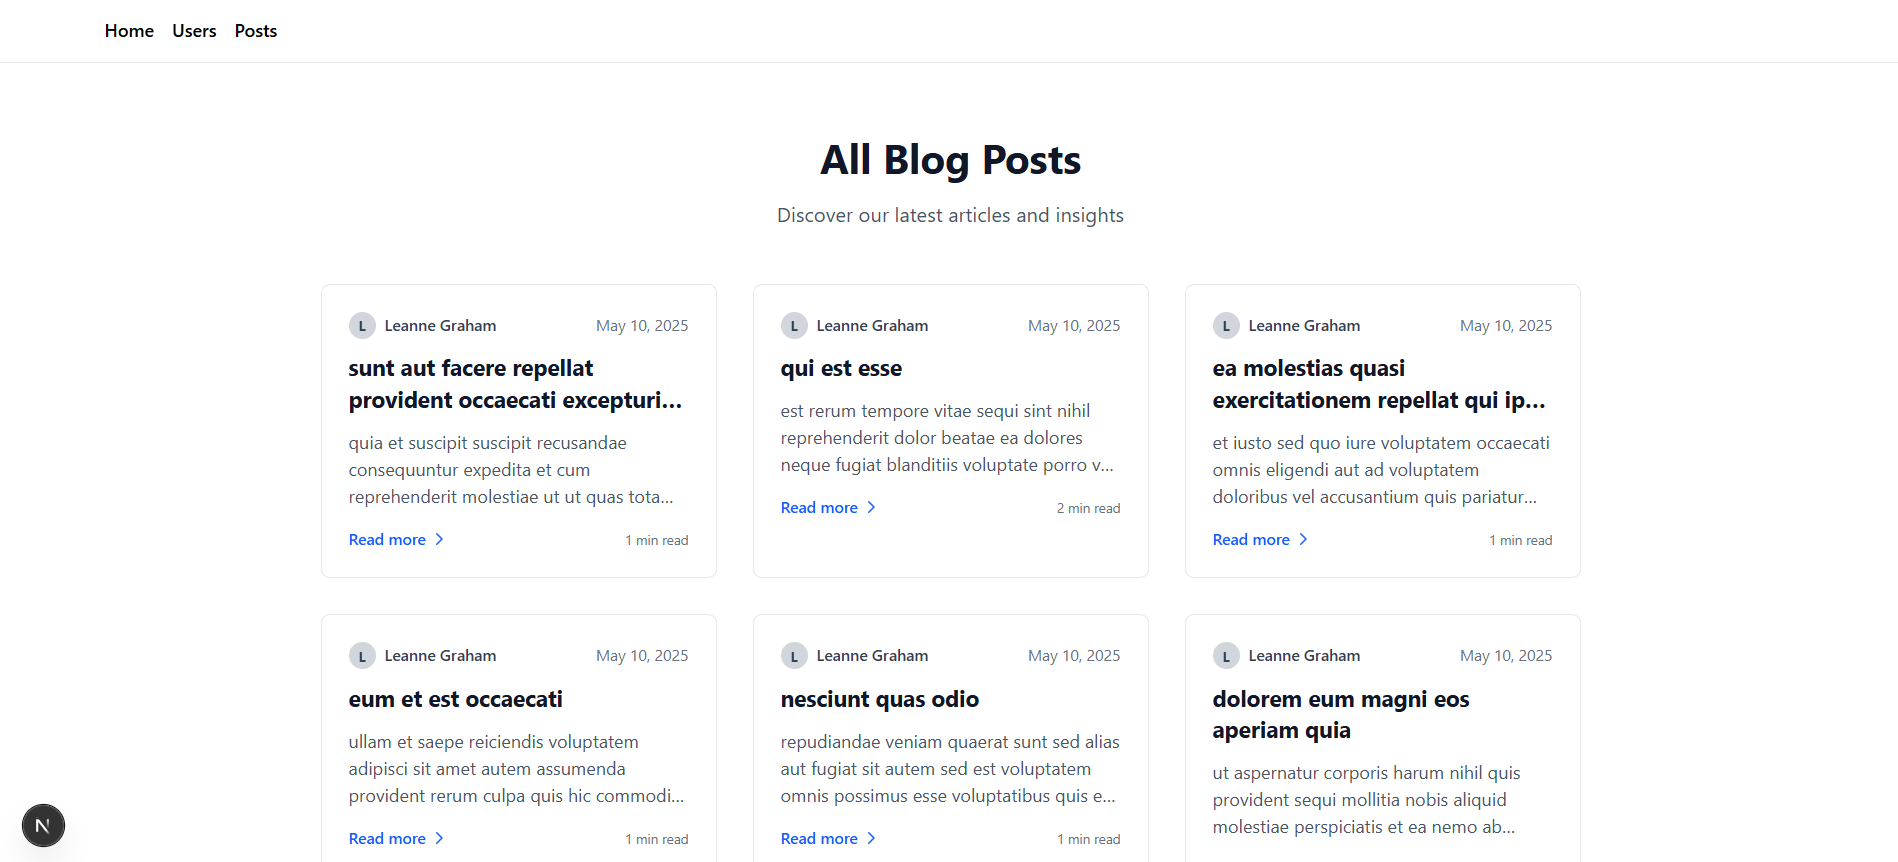 Home Users Posts
All Blog Posts
Discover our latest articles and insights
L Leanne Graham May 10, 2025
sunt aut facere repellat
provident occaecati excepturi...
quia et suscipit suscipit recusandae
consequuntur expedita et cum
reprehenderit molestiae ut ut quas tota...
Read more 1 min read
L Leanne Graham May 10, 2025
qui est esse
est rerum tempore vitae sequi sint nihil
reprehenderit dolor beatae ea dolores
neque fugiat blanditiis voluptate porro v...
Read more 2 min read
L Leanne Graham May 10, 2025
ea molestias quasi
exercitationem repellat qui ip...
et iusto sed quo iure voluptatem occaecati
omnis eligendi aut ad voluptatem
doloribus vel accusantium quis pariatur...
Read more 1 min read
L Leanne Graham May 10, 2025
eum et est occaecati
ullam et saepe reiciendis voluptatem
adipisci sit amet autem assumenda
provident rerum culpa quis hic commodi...
Read more 1 min read
L Leanne Graham May 10, 2025
nesciunt quas odio
repudiandae veniam quaerat sunt sed alias
aut fugiat sit autem sed est voluptatem
omnis possimus esse voluptatibus quis e...
Read more 1 min read
L Leanne Graham May 10, 2025
dolorem eum magni eos
aperiam quia
ut aspernatur corporis harum nihil quis
provident sequi mollitia nobis aliquid
molestiae perspiciatis et ea nemo ab...
N